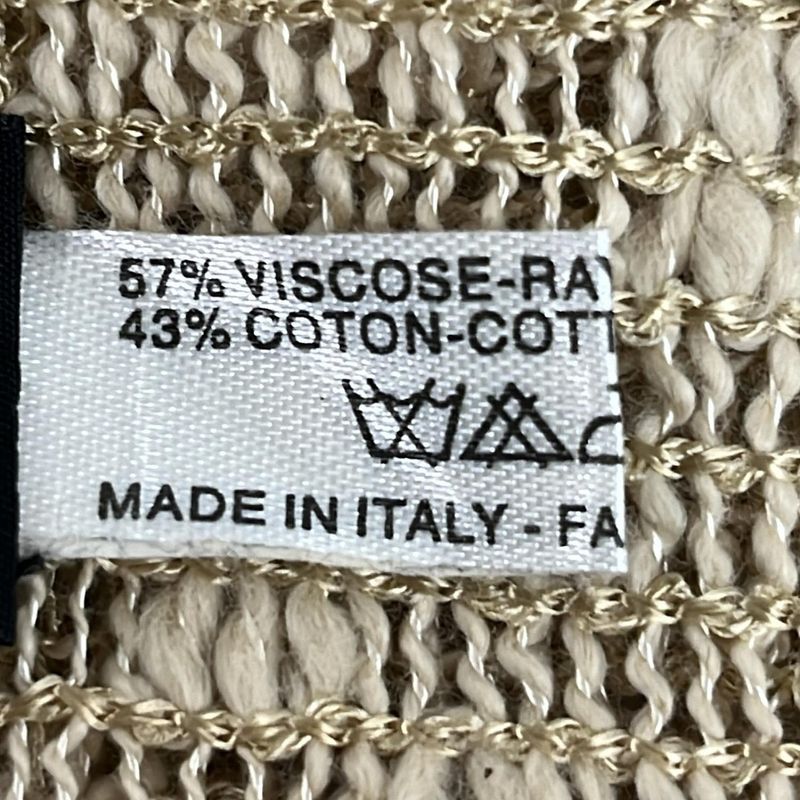 57% VISCOSE-RAY
43% COTON-COTT
MADE IN ITALY - FA